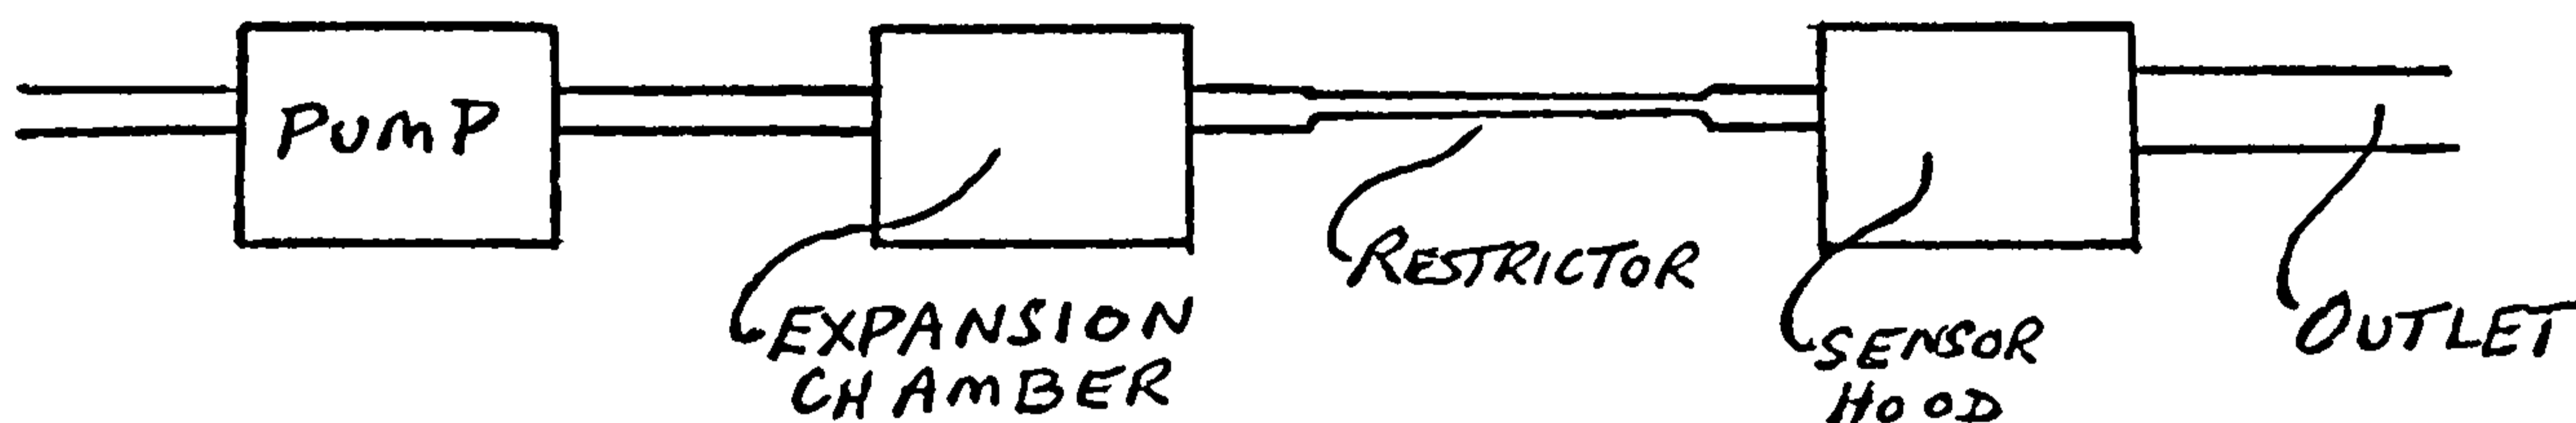 PUMP
EXPANSION
CHAMBER
RESTRICTOR
SENSOR
HOOD
OUTLET